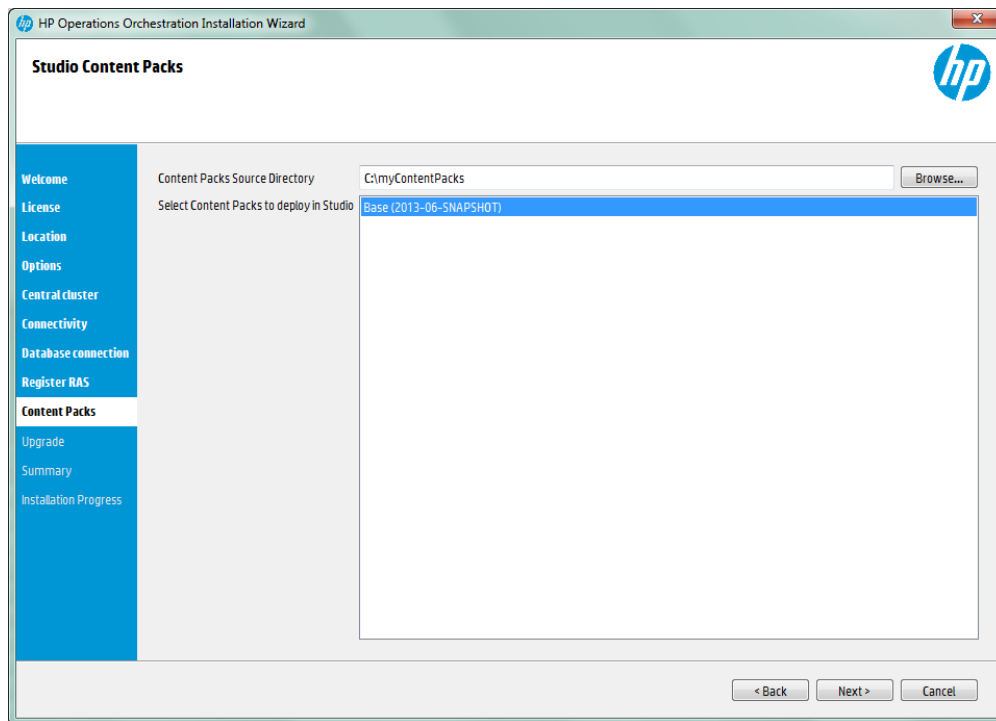 HP Operations Orchestration Installation Wizard
Studio Content Packs
hp
Welcome
License
Location
Options
Central cluster
Connectivity
Database connection
Register RAS
Content Packs
Upgrade
Summary
Installation Progress
Content Packs Source Directory
C:\myContentPacks
Browse...
Select Content Packs to deploy in Studio
Base (2013-06-SNAPSHOT)
< Back
Next >
Cancel